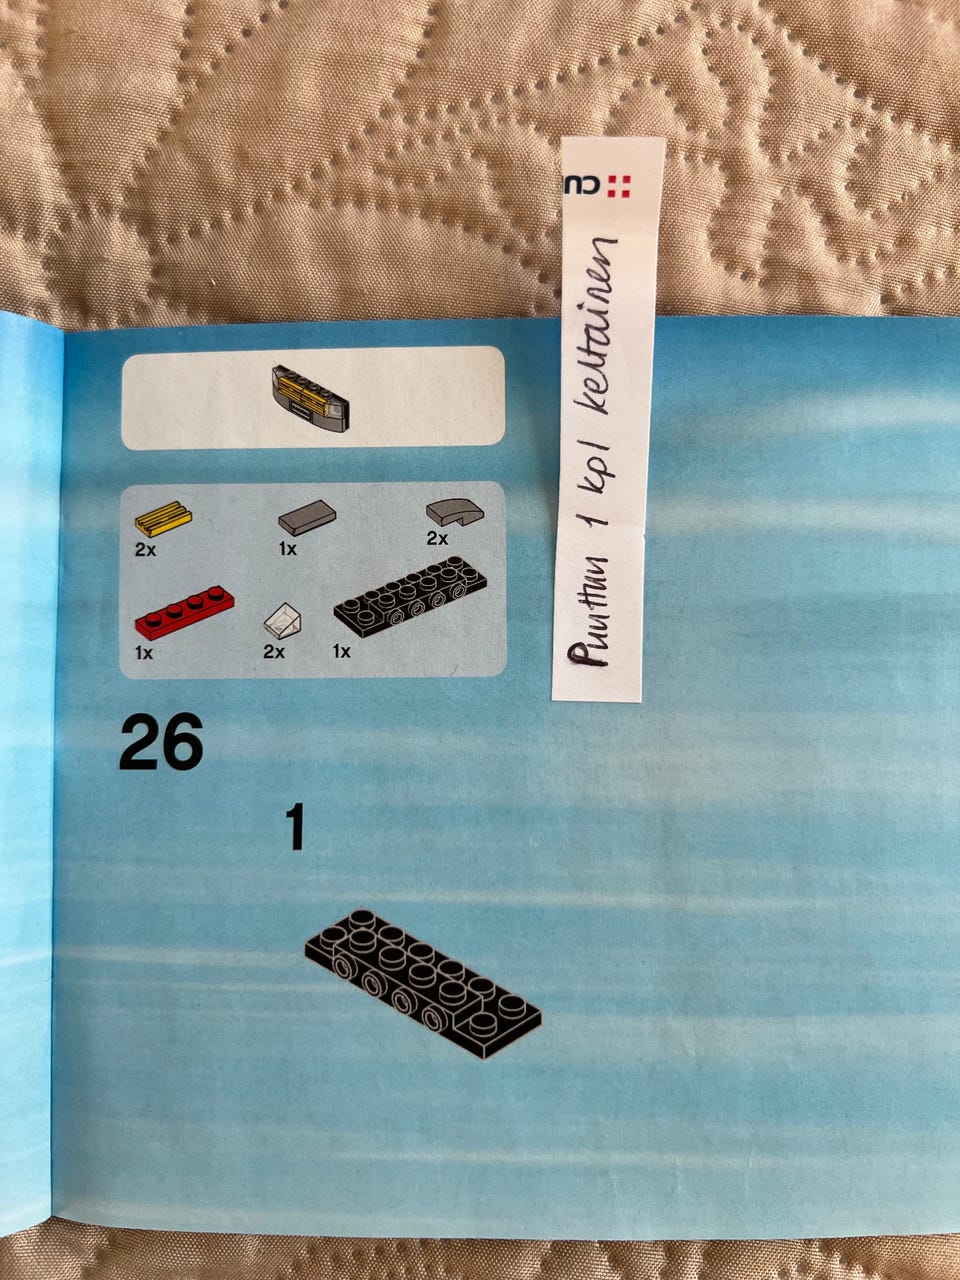 Puuttuu 1 kpl keltainen
2x 1x 2x
1x 2x 1x
26
1